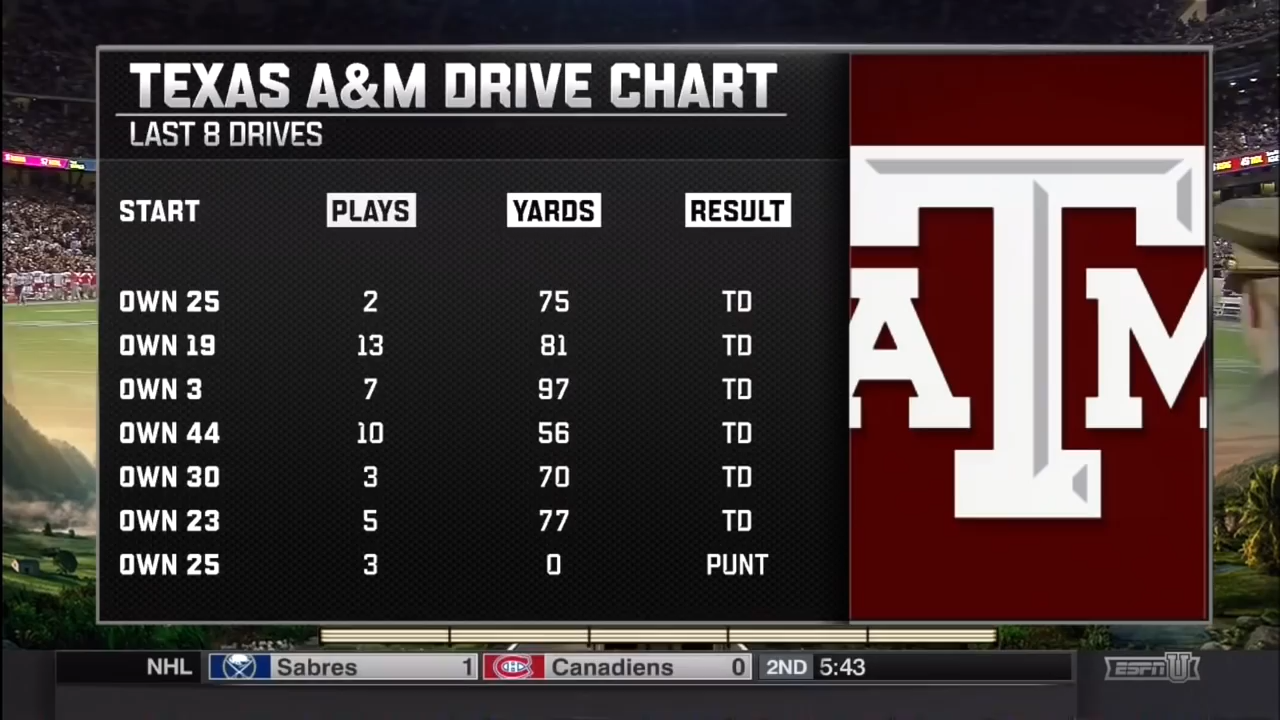 TEXAS A&M DRIVE CHART
LAST 8 DRIVES
START PLAYS YARDS RESULT
OWN 25 2 75 TD
OWN 19 13 81 TD
OWN 3 7 97 TD
OWN 44 10 56 TD
OWN 30 3 70 TD
OWN 23 5 77 TD
OWN 25 3 0 PUNT
ATM
NHL Sabres 1 Canadiens 0 2ND 5:43
ESPNU